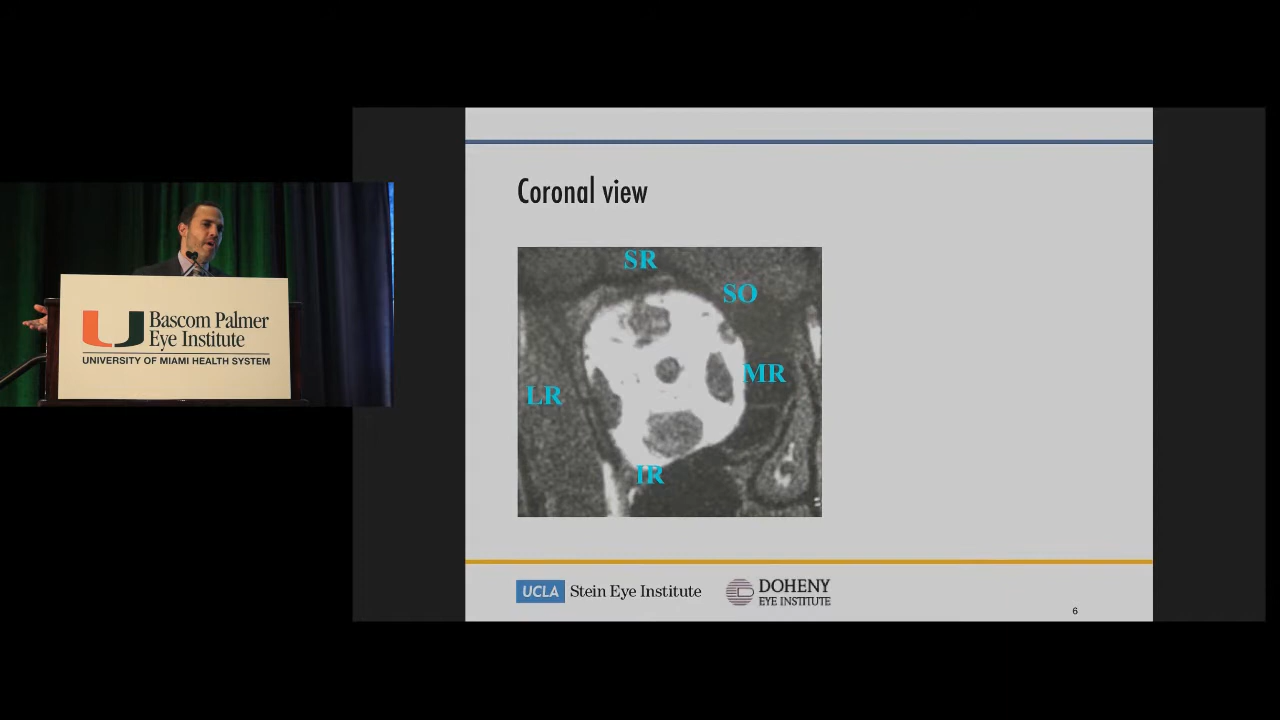 Coronal view
SR
SO
MR
LR
IR
Bascom Palmer
Eye Institute
UNIVERSITY OF MIAMI HEALTH SYSTEM
UCLA Stein Eye Institute
DOHENY
EYE INSTITUTE
6